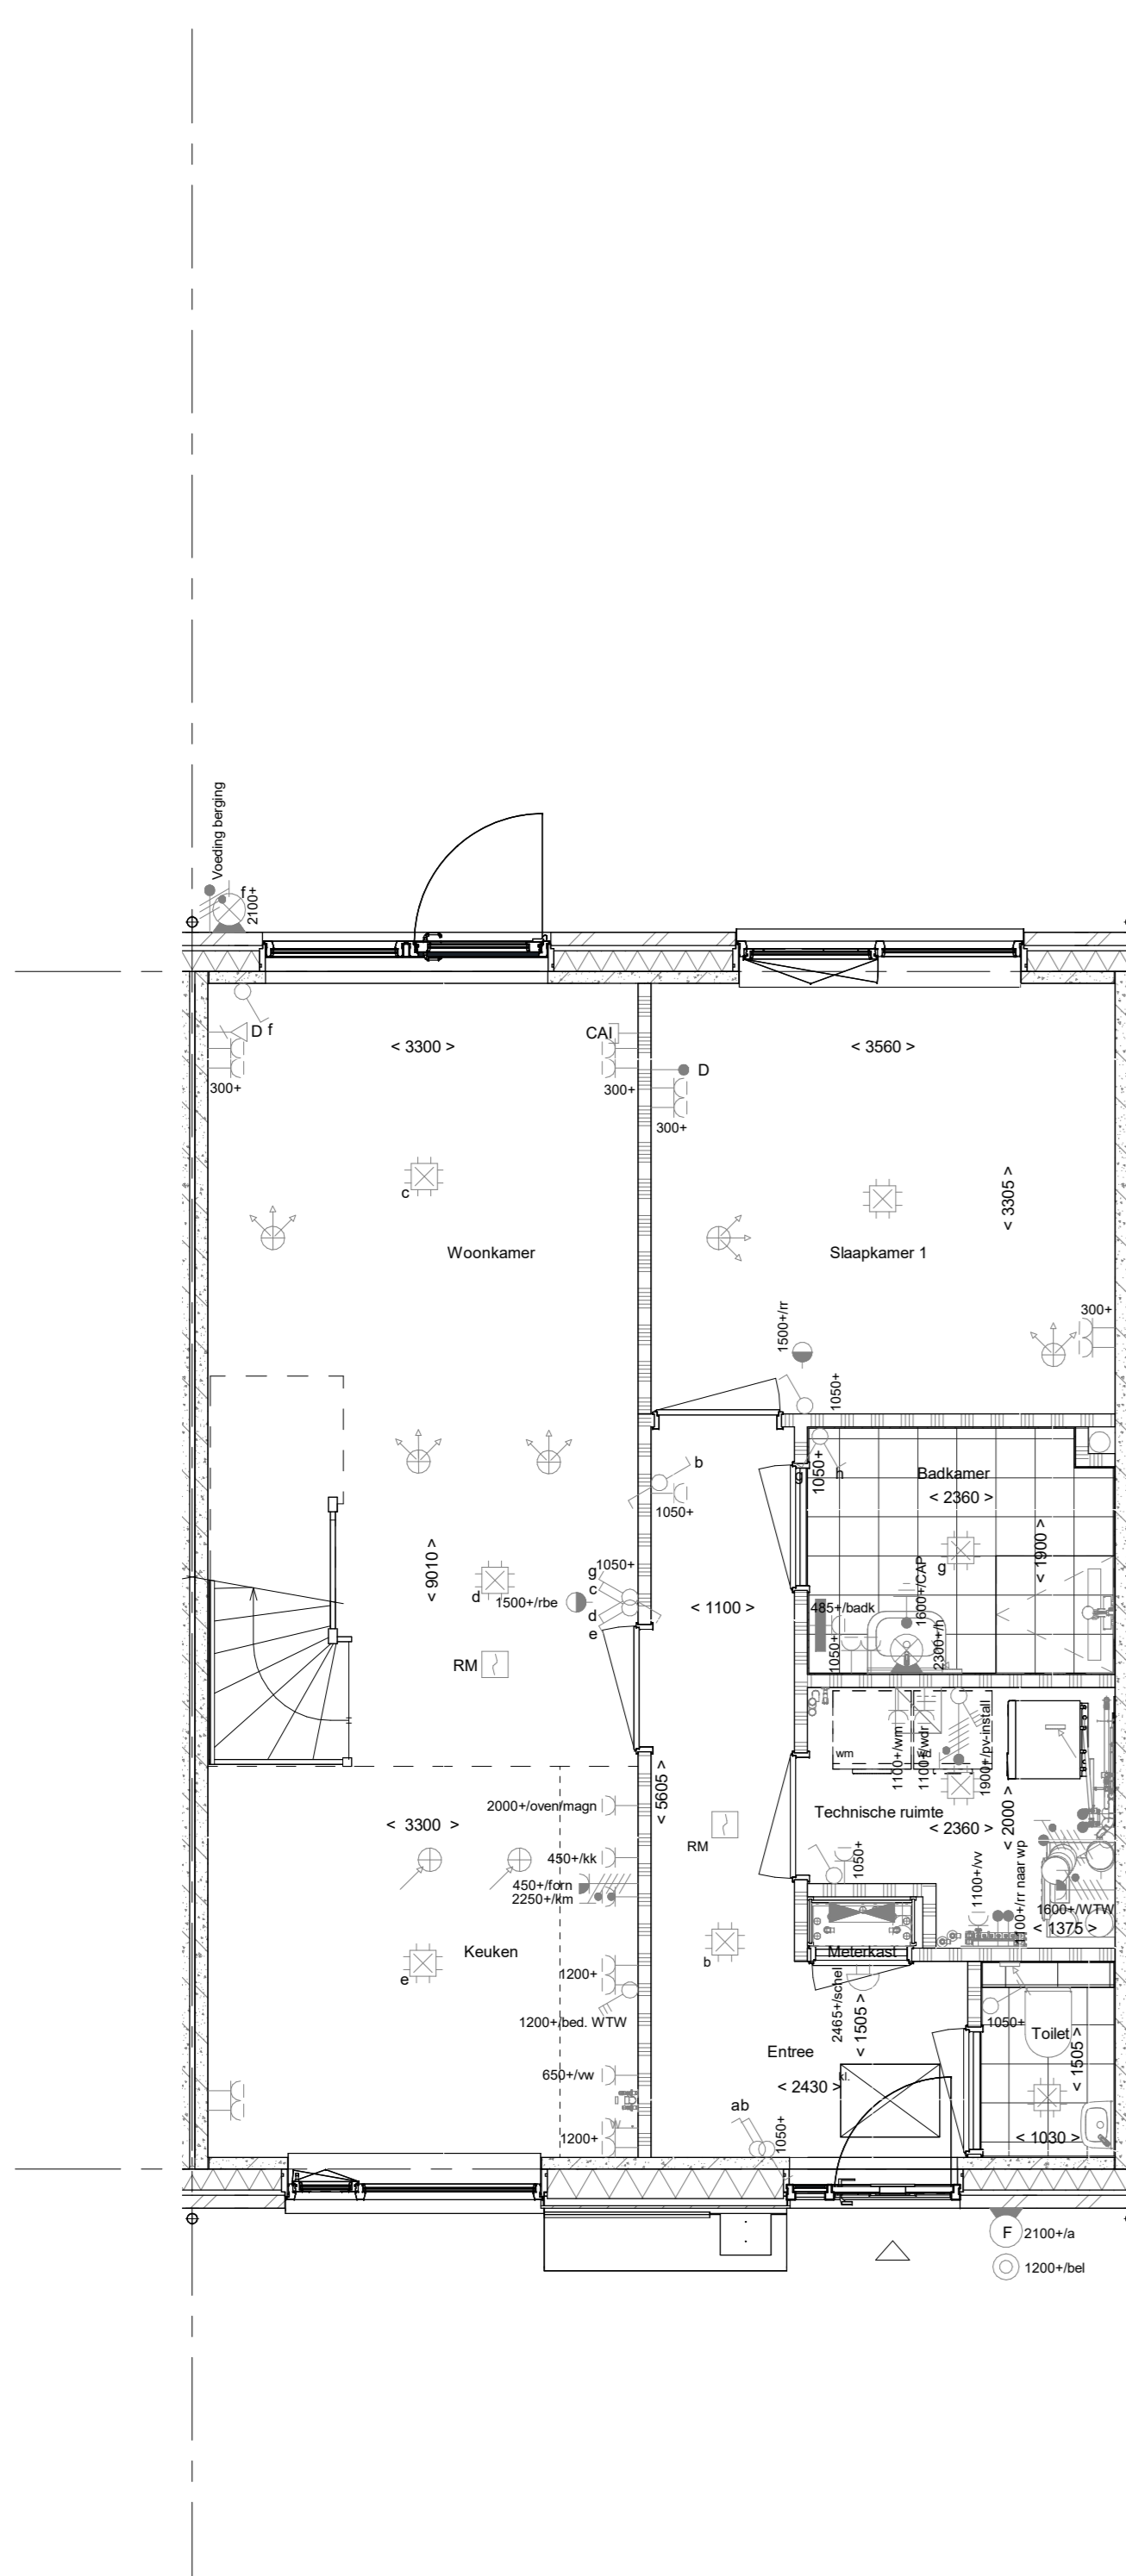 Voeding berging
f
2100+
D f
300+
< 3300 >
CAI
300+
D
300+
< 3560 >
c
Woonkamer
Slaapkamer 1
< 3305 >
1500+/rr
300+
1050+
b
1050+
g
1050+
h
Badkamer
< 2360 >
< 1900 >
g
< 9010 >
d
1500+/rbe
1050+
g
c
d
e
< 1100 >
485+/badk
1600+/CAP
1050+
2300+/h
RM
wm
1100+/wm
1100+/wdr
1900+/pv-install
2000+/oven/magn
< 5605 >
Technische ruimte
< 2360 >
< 2000 >
< 3300 >
RM
450+/kk
450+/forn
2250+/km
1050+
1100+/vv
1100+/rr naar wp
1600+/WTW
< 1375 >
Keuken
e
b
Meterkast
1200+
1200+/bed. WTW
2465+/schel
< 1505 >
1050+
Toilet
< 1505 >
Entree
650+/vw
< 2430 >
kl.
ab
1050+
1200+
< 1030 >
F 2100+/a
1200+/bel